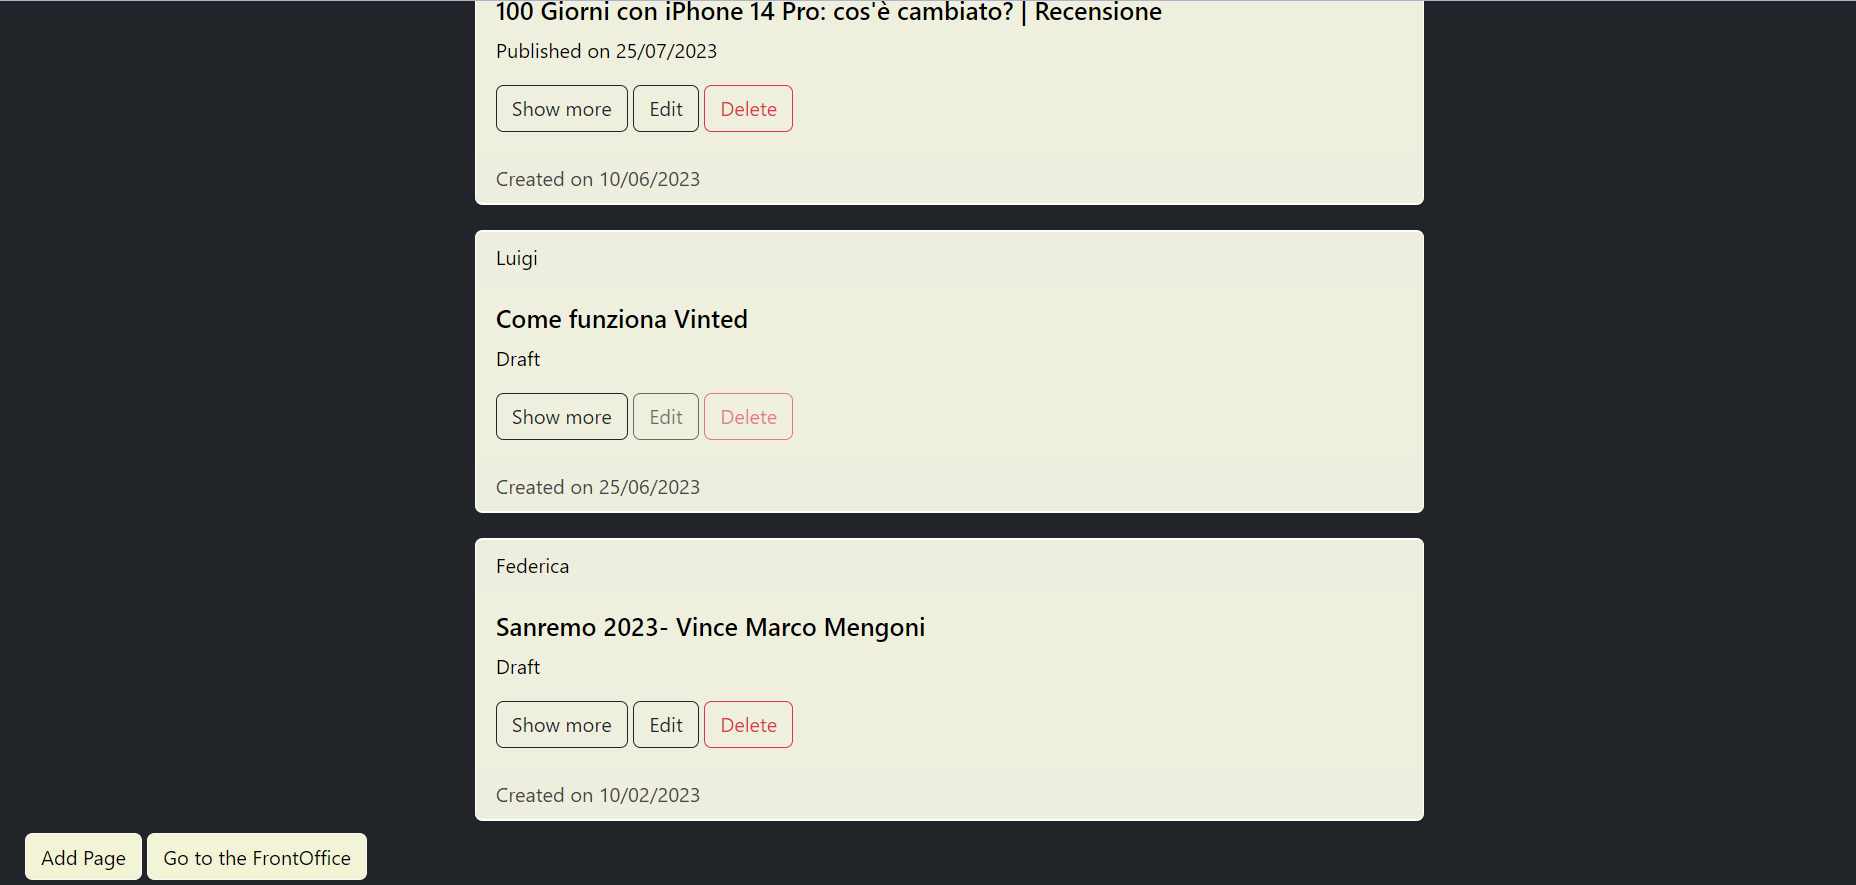 100 Giorni con iPhone 14 Pro: cos'è cambiato? | Recensione
Published on 25/07/2023
Show more Edit Delete
Created on 10/06/2023
Luigi
Come funziona Vinted
Draft
Show more Edit Delete
Created on 25/06/2023
Federica
Sanremo 2023- Vince Marco Mengoni
Draft
Show more Edit Delete
Created on 10/02/2023
Add Page Go to the FrontOffice